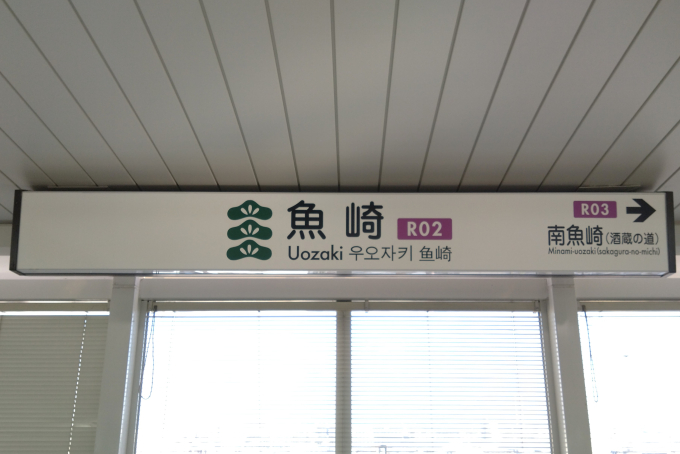 魚崎 R02
Uozaki 우오자키 鱼崎
R03
南魚崎(酒蔵の道)
Minami-uozaki(sakagura-no-michi)